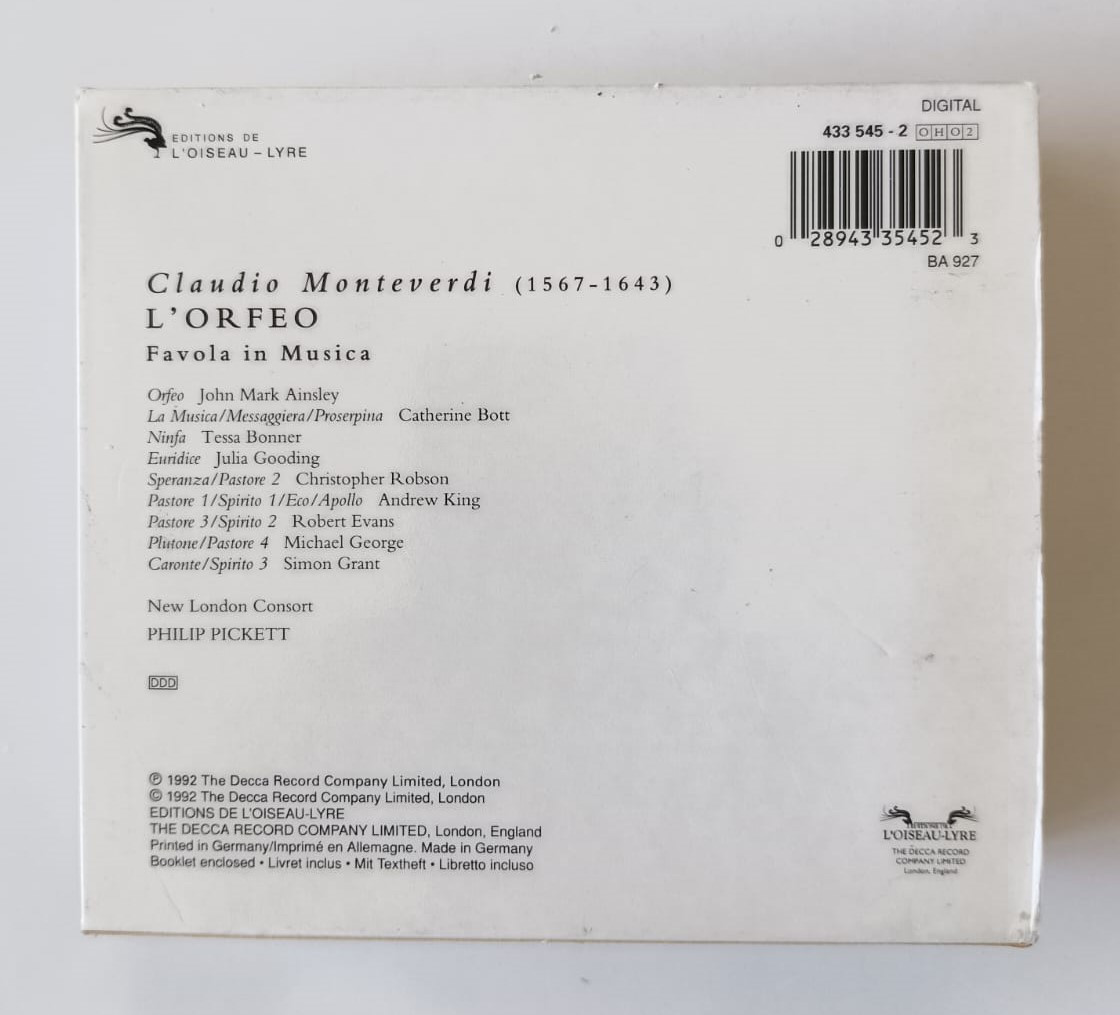 EDITIONS DE
L'OISEAU-LYRE
DIGITAL
433 545 - 2 OHO2
0 28943 35452 3
BA 927
Claudio Monteverdi (1567-1643)
L'ORFEO
Favola in Musica
Orfeo John Mark Ainsley
La Musica/Messaggiera/Proserpina Catherine Bott
Ninfa Tessa Bonner
Euridice Julia Gooding
Speranza/Pastore 2 Christopher Robson
Pastore 1/Spirito 1/Eco/Apollo Andrew King
Pastore 3/Spirito 2 Robert Evans
Plutone/Pastore 4 Michael George
Caronte/Spirito 3 Simon Grant
New London Consort
PHILIP PICKETT
DDD
℗ 1992 The Decca Record Company Limited, London
© 1992 The Decca Record Company Limited, London
EDITIONS DE L'OISEAU-LYRE
THE DECCA RECORD COMPANY LIMITED, London, England
Printed in Germany/Imprimé en Allemagne. Made in Germany
Booklet enclosed • Livret inclus • Mit Textheft • Libretto incluso
L'OISEAU-LYRE
THE DECCA RECORD
COMPANY LIMITED
London, England